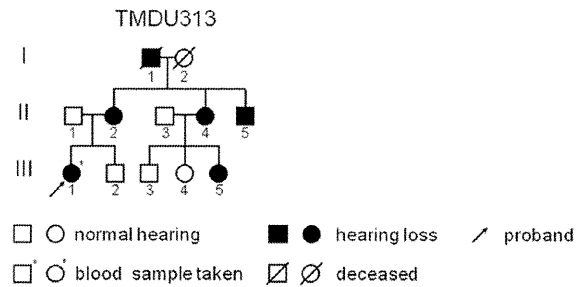 TMDU313
I
1 2
II
1 2 3 4 5
III
1 2 3 4 5
normal hearing hearing loss proband
blood sample taken deceased